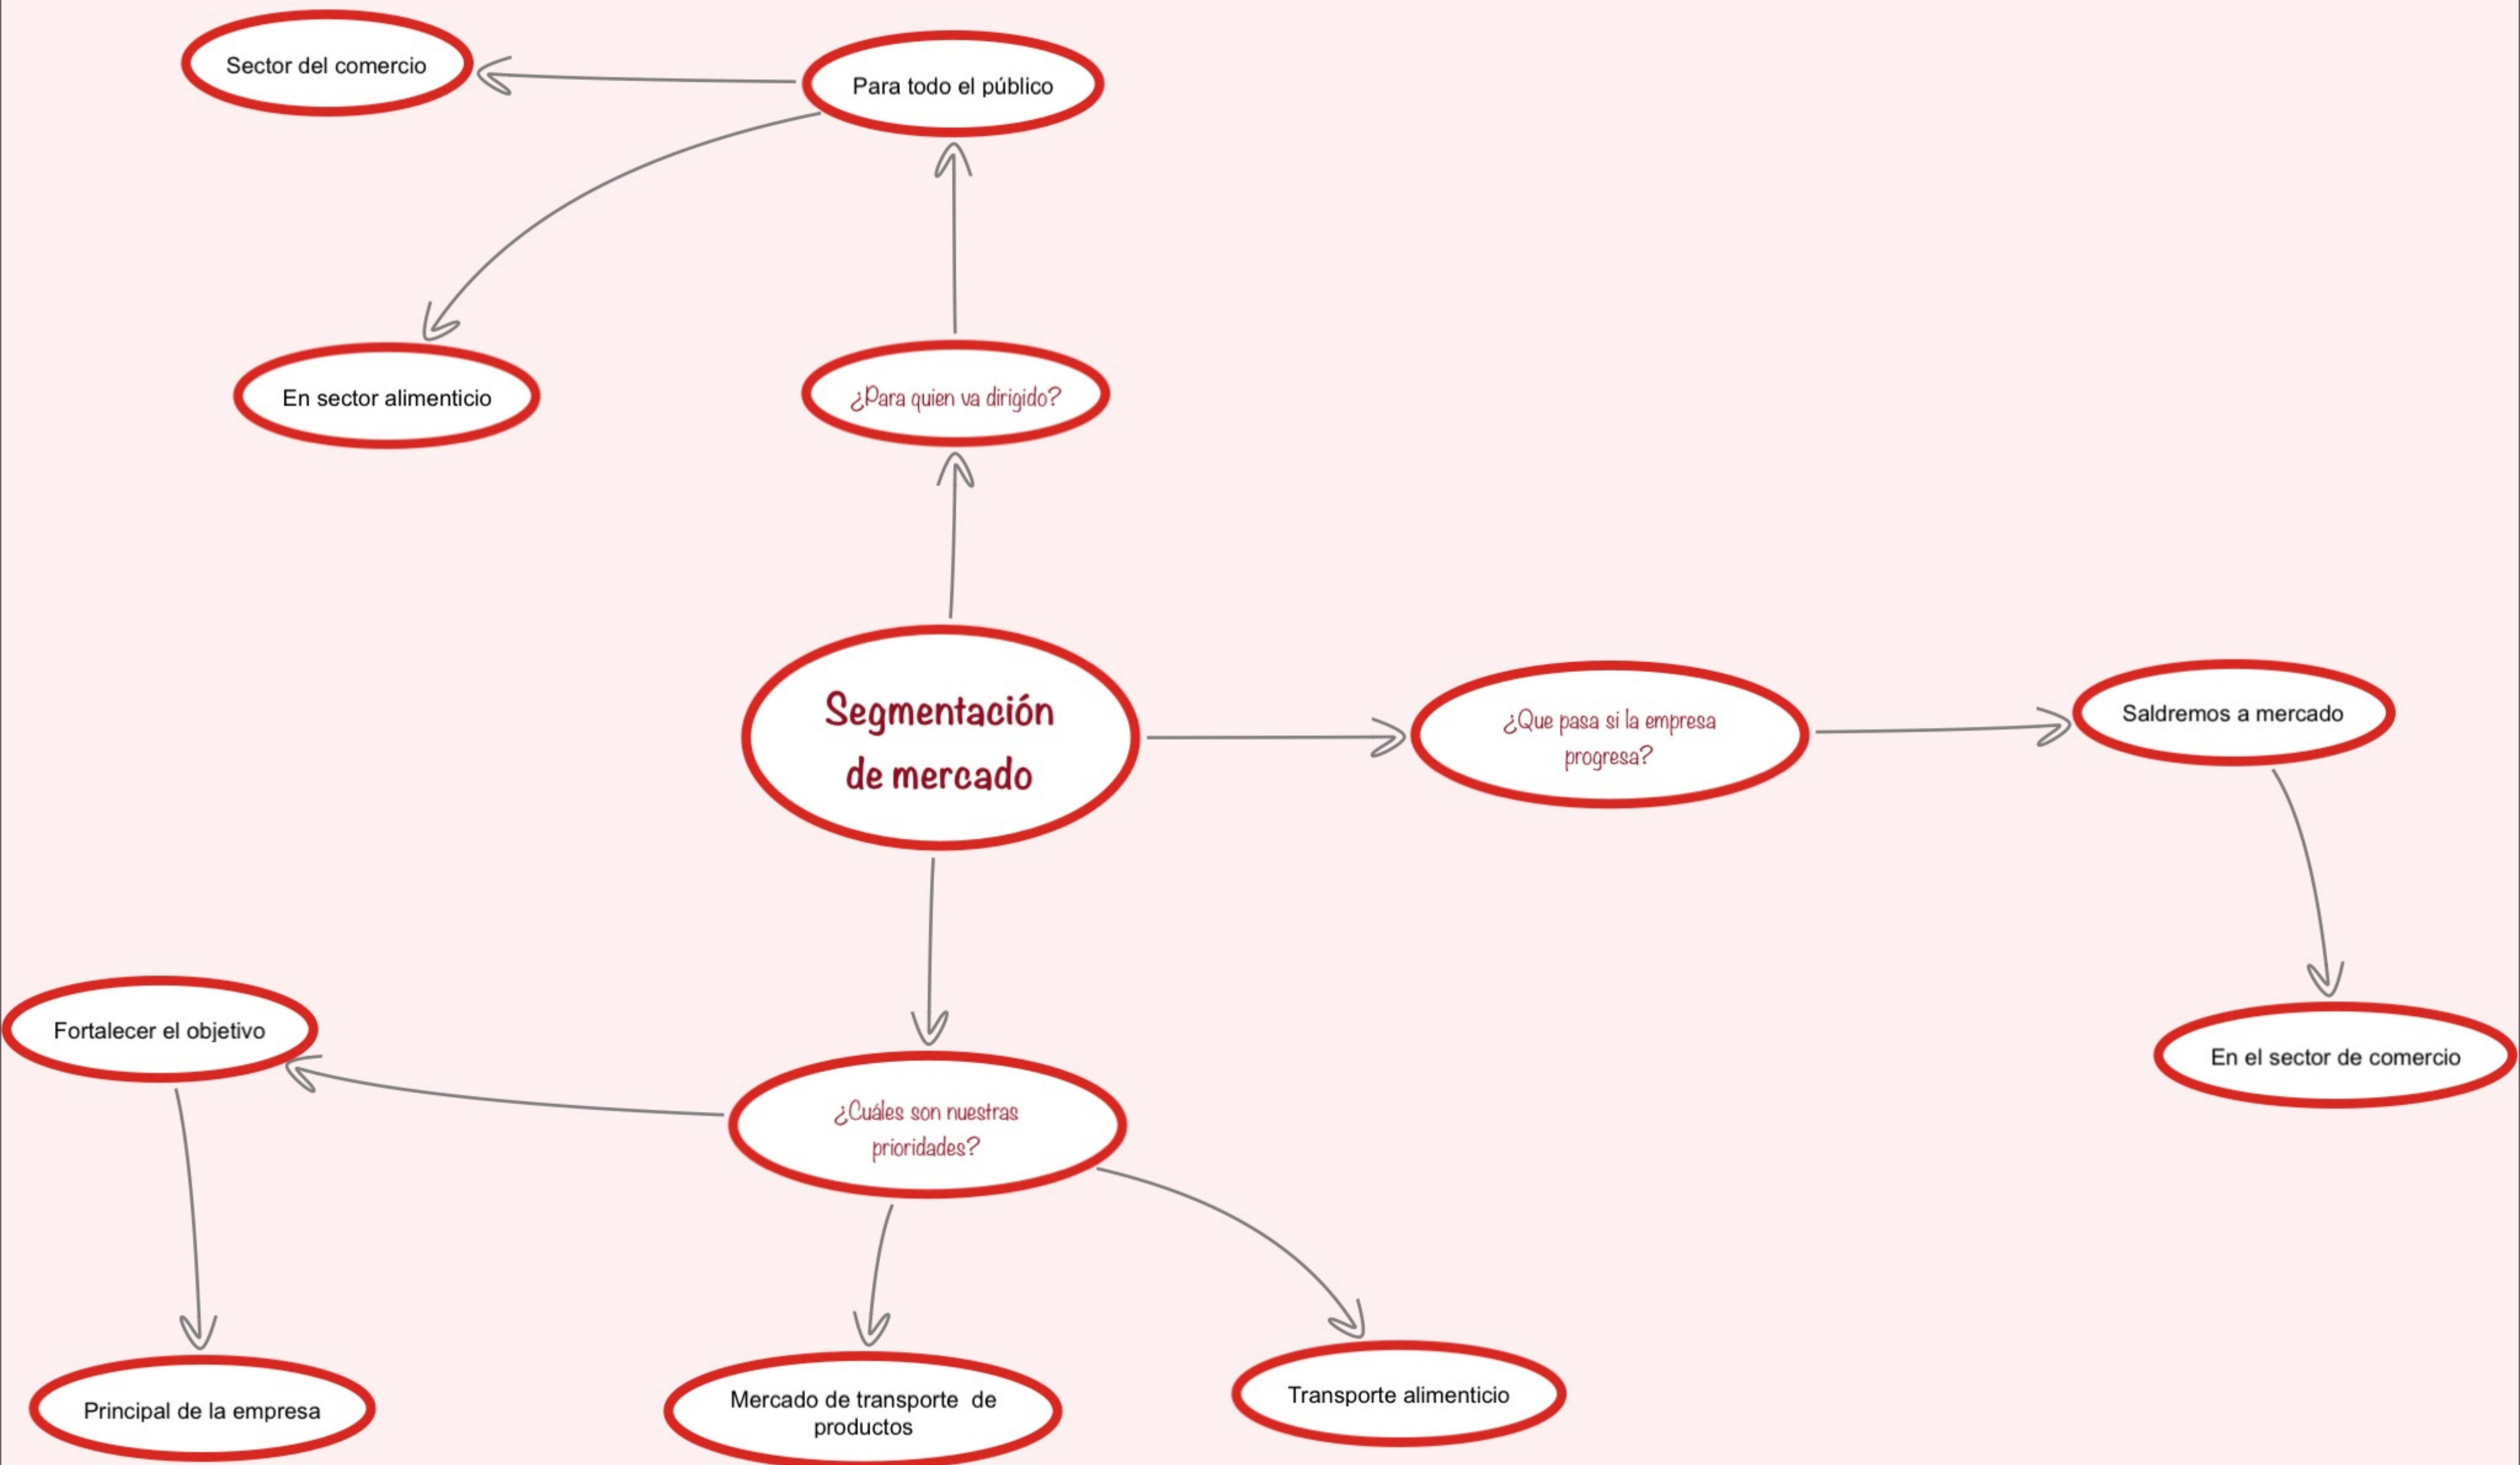 Sector del comercio
Para todo el público
En sector alimenticio
¿Para quien va dirigido?
Segmentación
de mercado
¿Que pasa si la empresa
progresa?
Saldremos a mercado
En el sector de comercio
Fortalecer el objetivo
¿Cuáles son nuestras
prioridades?
Principal de la empresa
Mercado de transporte  de
productos
Transporte alimenticio